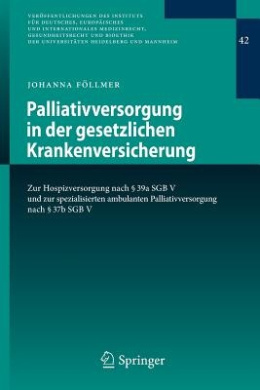 VERÖFFENTLICHUNGEN DES INSTITUTS
FÜR DEUTSCHES, EUROPÄISCHES
UND INTERNATIONALES MEDIZINRECHT,
GESUNDHEITSRECHT UND BIOETHIK
DER UNIVERSITÄTEN HEIDELBERG UND MANNHEIM
42
JOHANNA FÖLLMER
Palliativversorgung
in der gesetzlichen
Krankenversicherung
Zur Hospizversorgung nach § 39a SGB V
und zur spezialisierten ambulanten Palliativversorgung
nach § 37b SGB V
Springer